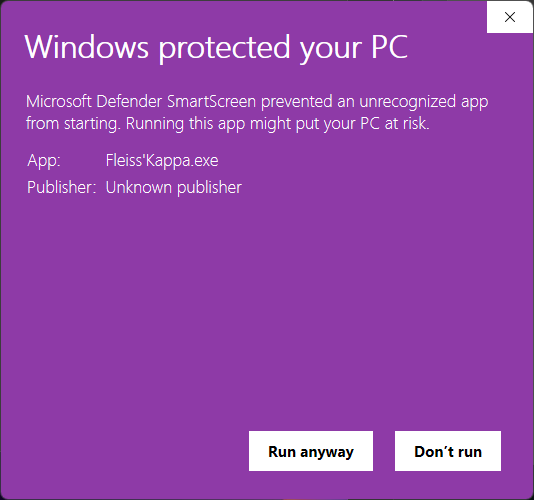 Windows protected your PC
Microsoft Defender SmartScreen prevented an unrecognized app
from starting. Running this app might put your PC at risk.
App: Fleiss'Kappa.exe
Publisher: Unknown publisher
Run anyway Don’t run